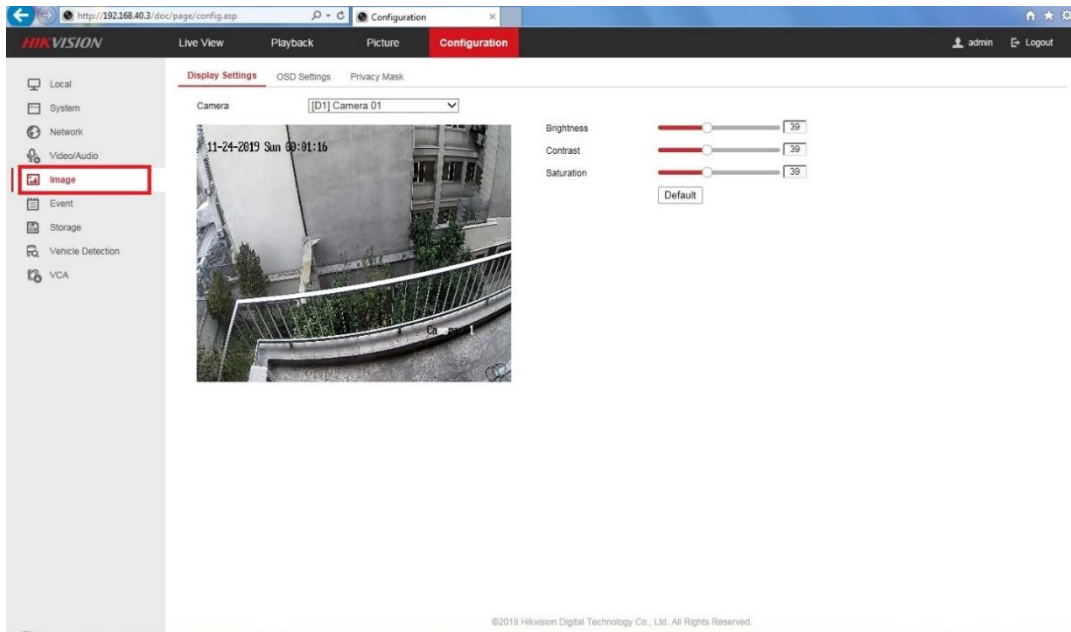 http://192.168.40.3/doc/page/config.asp
Configuration
HIKVISION
Live View
Playback
Picture
Configuration
admin
Logout
Local
System
Network
Video/Audio
Image
Event
Storage
Vehicle Detection
VCA
Display Settings
OSD Settings
Privacy Mask
Camera
[D1] Camera 01
11-24-2019 Sun 00:01:16
Brightness
39
Contrast
39
Saturation
39
Default
©2018 Hikvision Digital Technology Co., Ltd. All Rights Reserved.